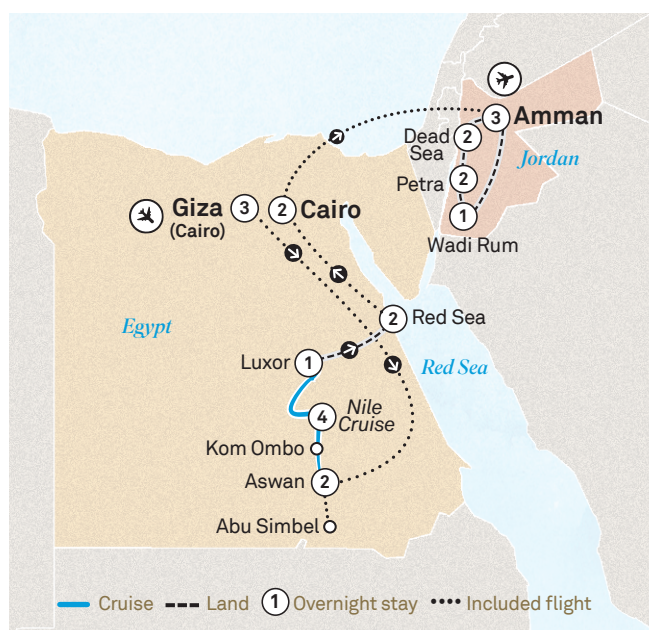 3 Amman
Dead
Sea 2
Jordan
Petra 2
Giza 3
(Cairo)
2 Cairo
1
Wadi Rum
2 Red Sea
Egypt
Luxor 1
Red Sea
4 Nile
Cruise
Kom Ombo
Aswan 2
Abu Simbel
Cruise Land 1 Overnight stay Included flight